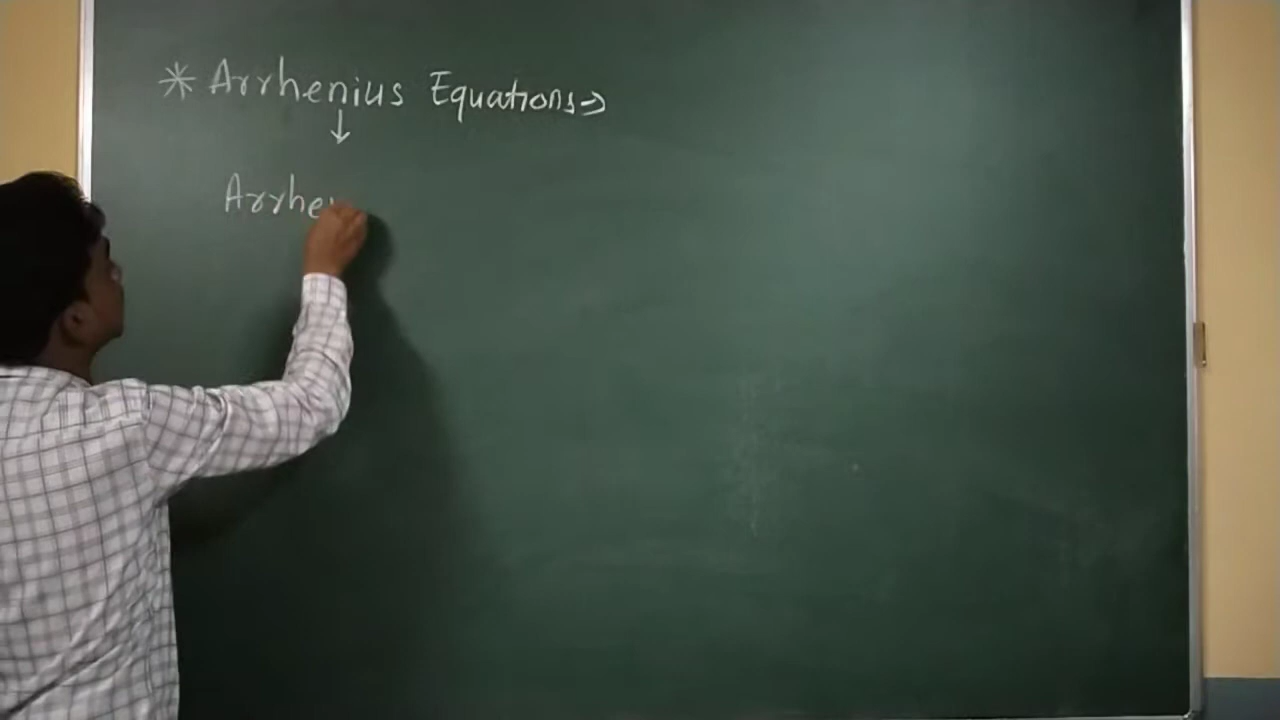 * Arrhenius Equations →
↓
Arrhe